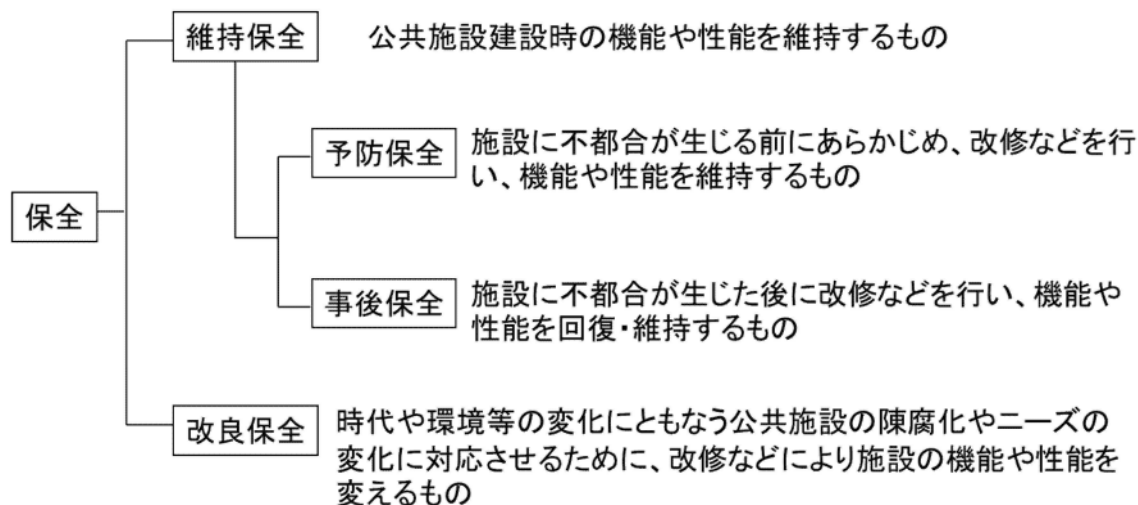 維持保全 公共施設建設時の機能や性能を維持するもの
予防保全 施設に不都合が生じる前にあらかじめ、改修などを行
い、機能や性能を維持するもの
保全
事後保全 施設に不都合が生じた後に改修などを行い、機能や
性能を回復・維持するもの
改良保全 時代や環境等の変化にともなう公共施設の陳腐化やニーズの
変化に対応させるために、改修などにより施設の機能や性能を
変えるもの